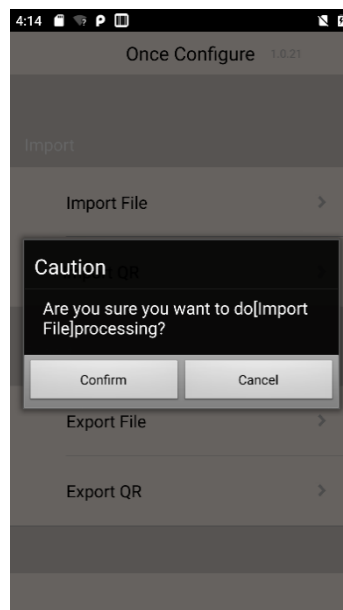 4:14
Once Configure 1.0.21
Import
Import File
Caution
QR
Are you sure you want to do[Import
File]processing?
Confirm
Cancel
Export File
Export QR